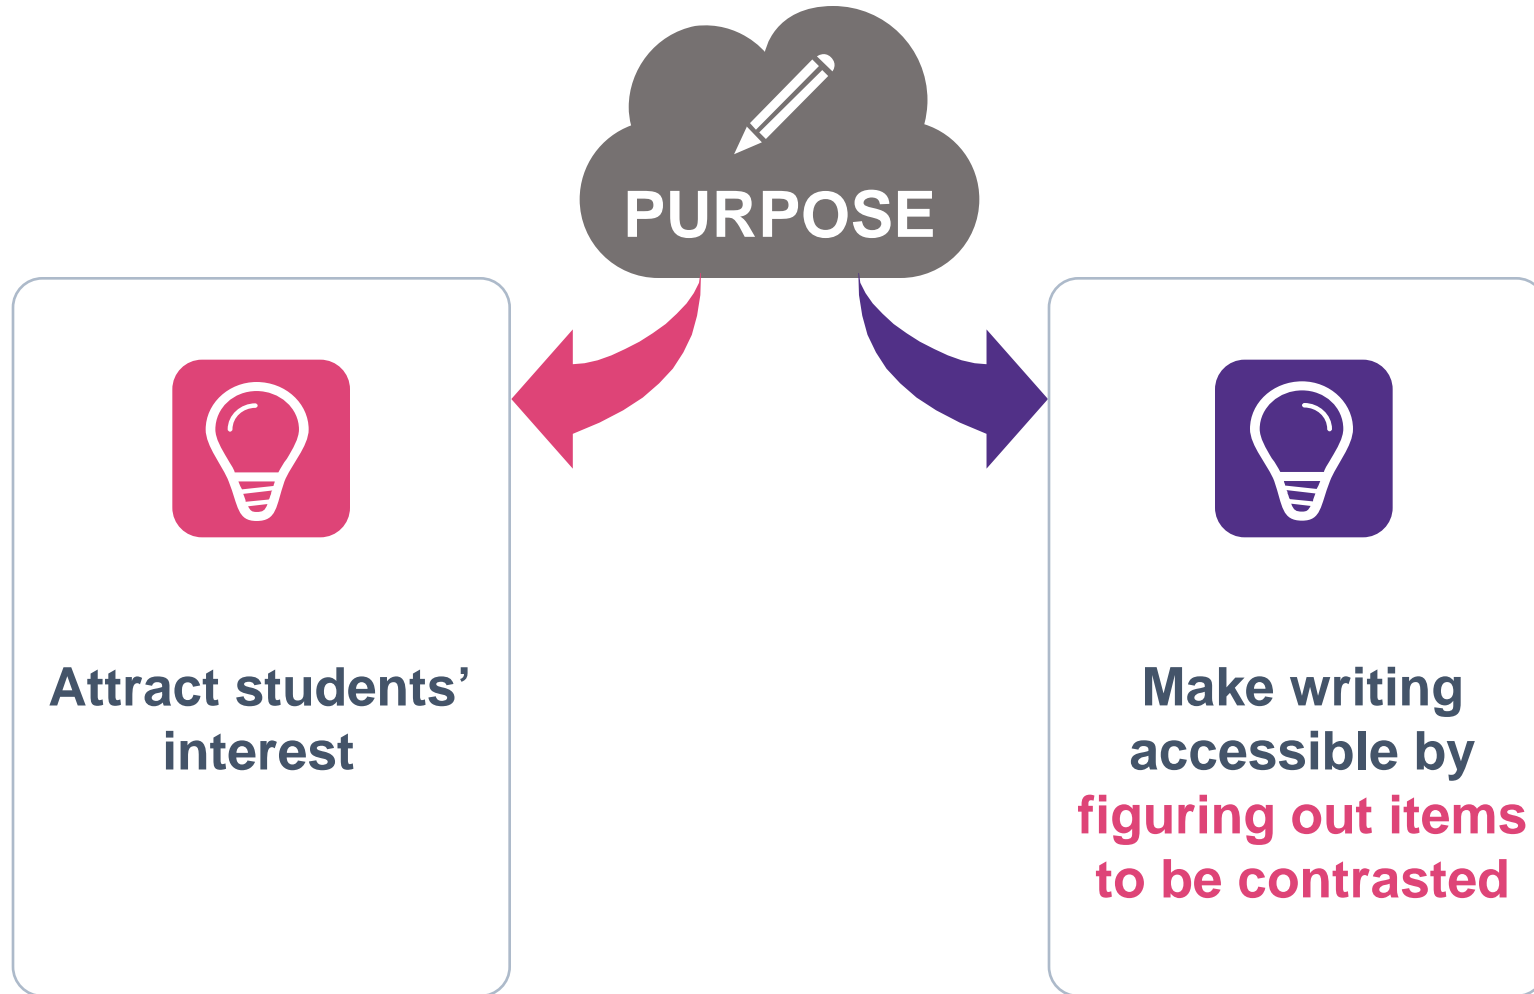 PURPOSE
Attract students’
interest
Make writing
accessible by
figuring out items
to be contrasted